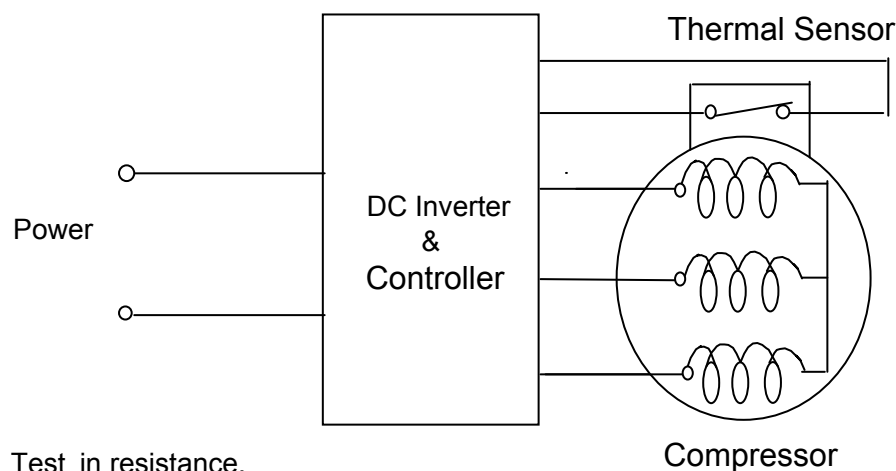 Thermal Sensor
Power
DC Inverter
&
Controller
Test in resistance.
Compressor